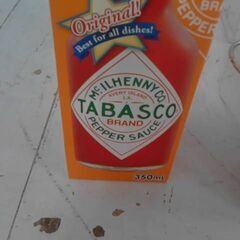 Original!
Best for all dishes!
McILHENNY CO.
AVERY ISLAND
LA.
TABASCO
BRAND
PEPPER SAUCE
350ml